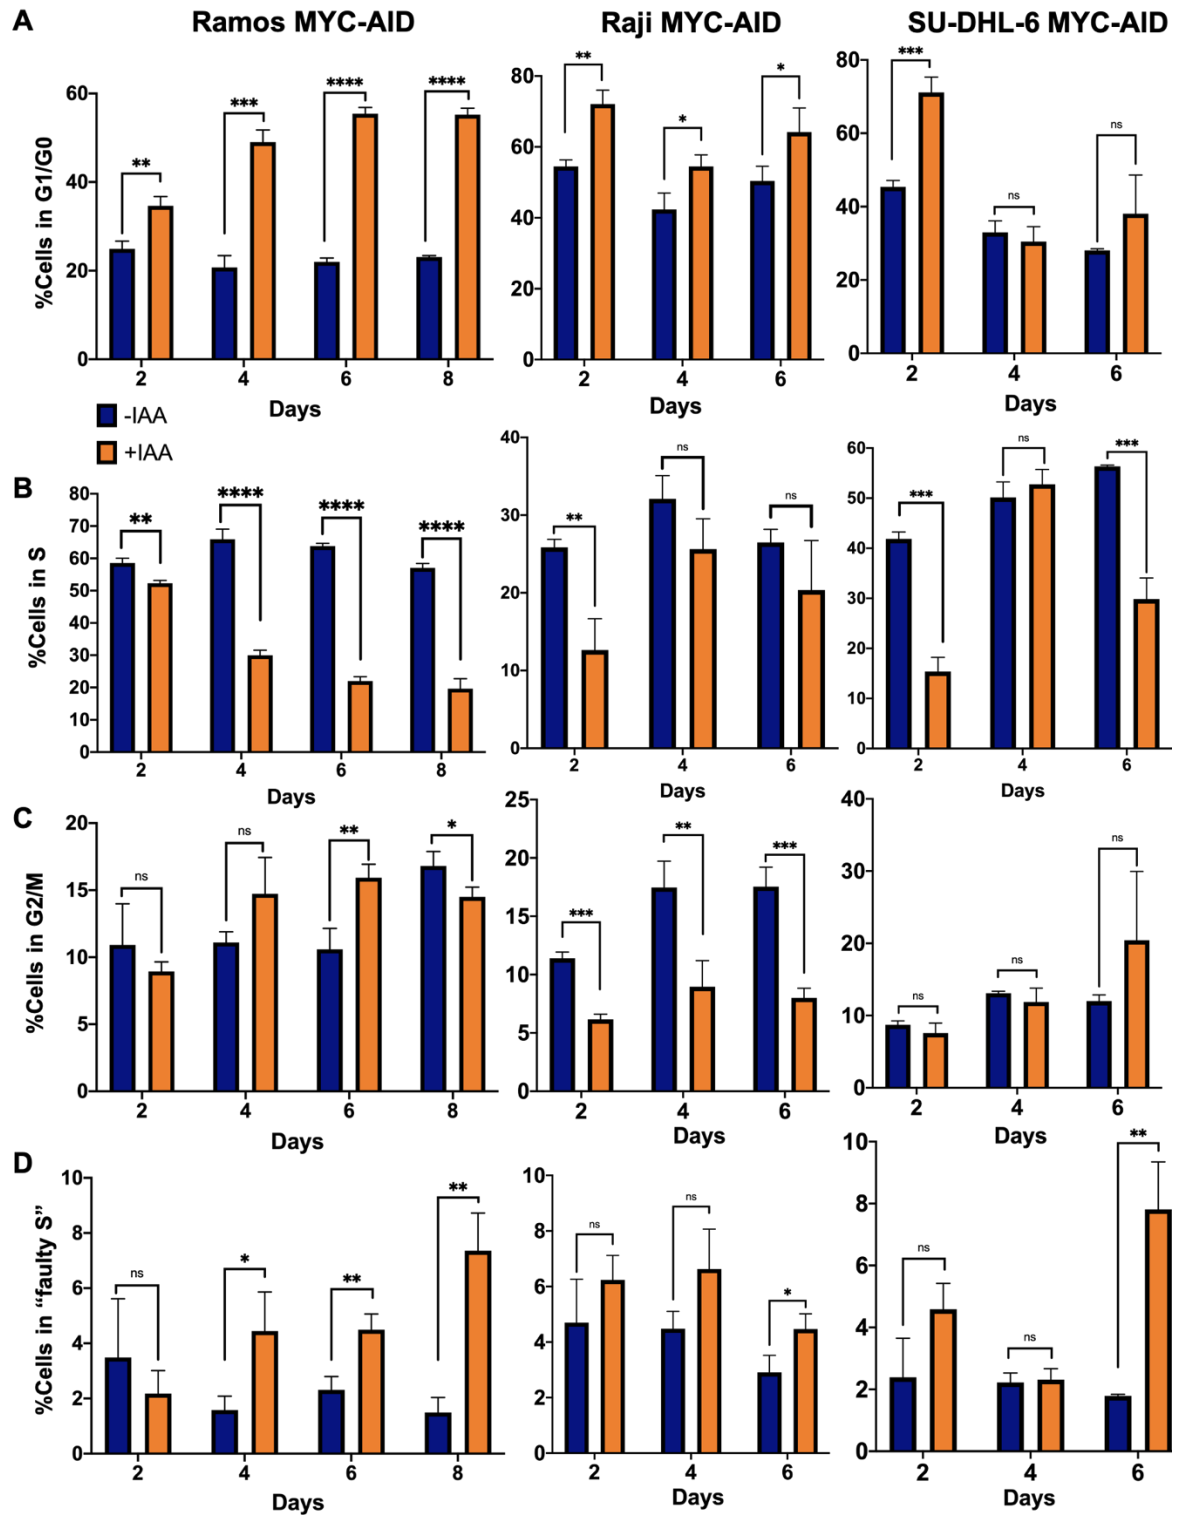 A
Ramos MYC-AID
Raji MYC-AID
SU-DHL-6 MYC-AID
%Cells in G1/G0
60
40
20
0
** *** **** ****
2 4 6 8
Days
80
60
40
20
0
** * *
2 4 6
Days
80
60
40
20
0
*** ns ns
2 4 6
Days
-IAA
+IAA
B
%Cells in S
80
70
60
50
40
30
20
10
0
** **** **** ****
2 4 6 8
Days
40
30
20
10
0
** ns ns
2 4 6
Days
60
50
40
30
20
10
0
*** ns ***
2 4 6
Days
C
%Cells in G2/M
20
15
10
5
0
ns ns ** *
2 4 6 8
Days
25
20
15
10
5
0
*** ** ***
2 4 6
Days
40
30
20
10
0
ns ns ns
2 4 6
Days
D
%Cells in “faulty S”
10
8
6
4
2
0
ns * ** **
2 4 6 8
Days
10
8
6
4
2
0
ns ns *
2 4 6
Days
10
8
6
4
2
0
ns ns **
2 4 6
Days